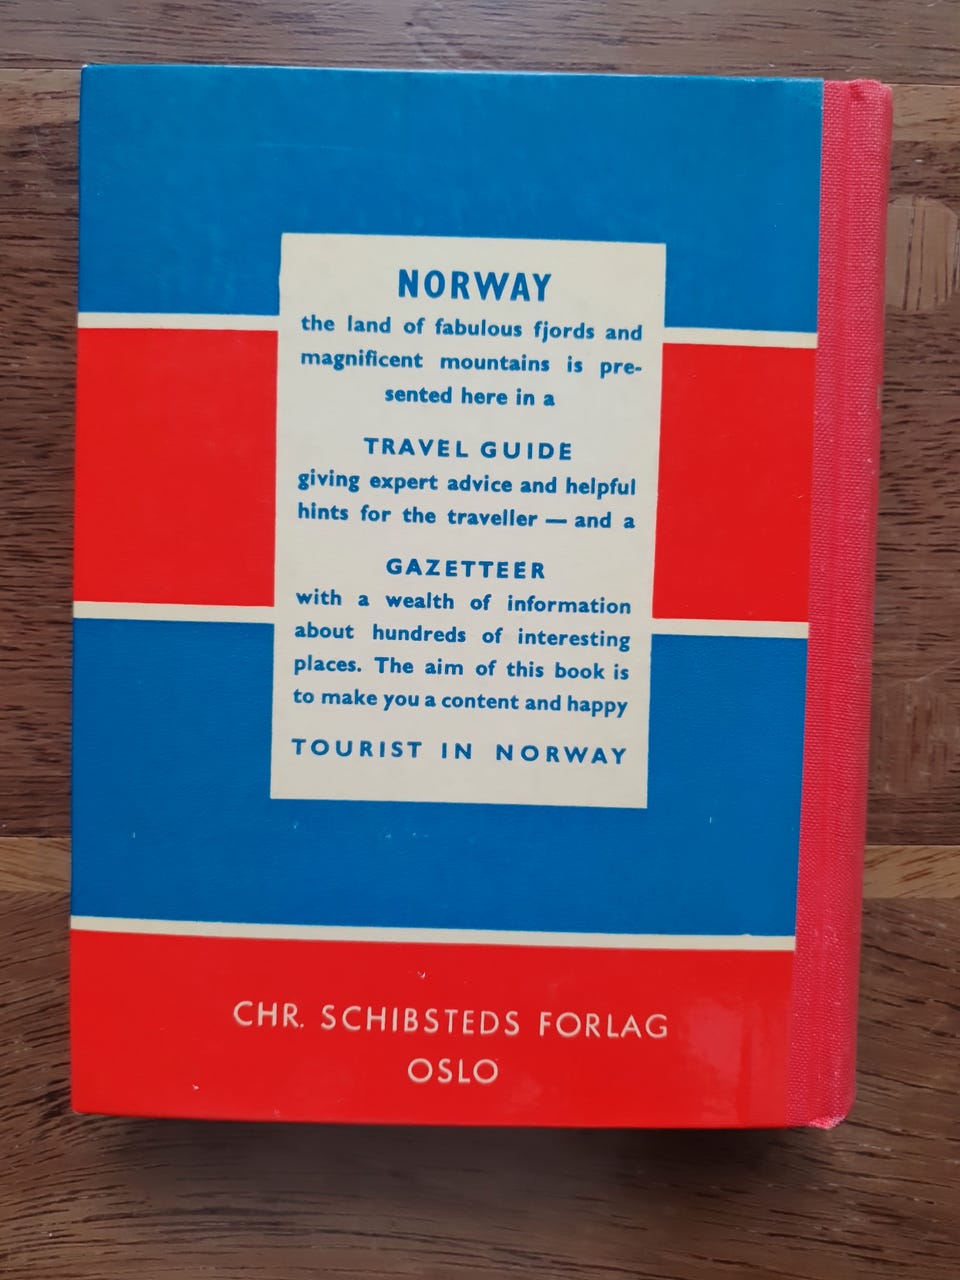 NORWAY
the land of fabulous fjords and
magnificent mountains is pre-
sented here in a
TRAVEL GUIDE
giving expert advice and helpful
hints for the traveller — and a
GAZETTEER
with a wealth of information
about hundreds of interesting
places. The aim of this book is
to make you a content and happy
TOURIST IN NORWAY
CHR. SCHIBSTEDS FORLAG
OSLO